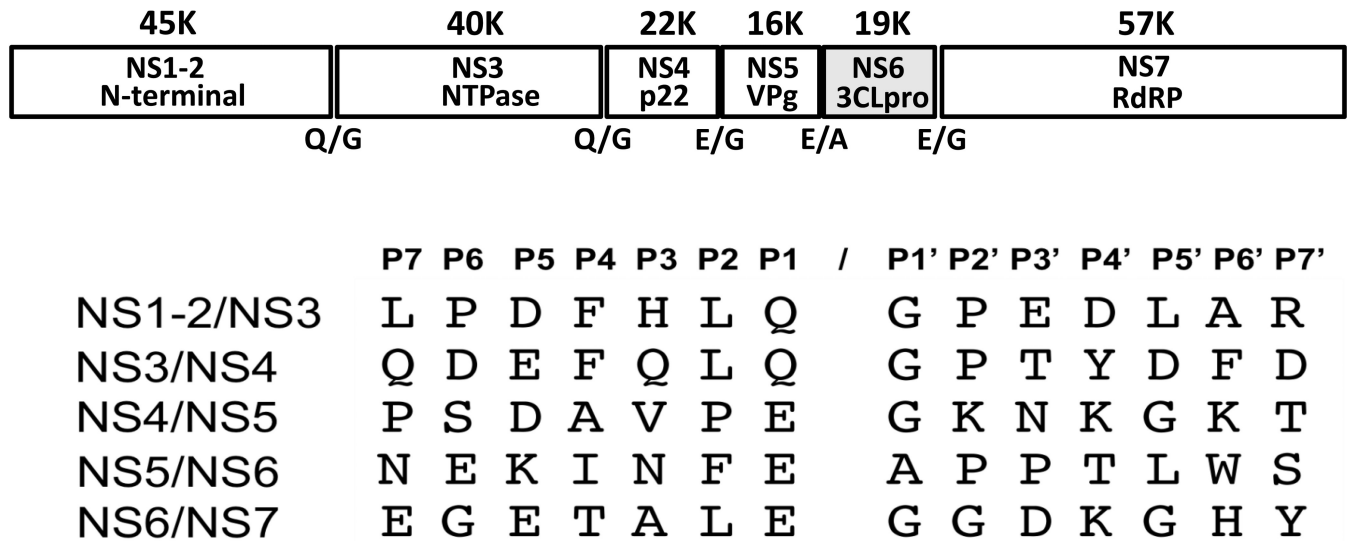 45K 40K 22K 16K 19K 57K
NS1-2 NS3 NS4 NS5 NS6 NS7
N-terminal NTPase p22 VPg 3CLpro RdRP
Q/G Q/G E/G E/A E/G
P7 P6 P5 P4 P3 P2 P1 / P1’ P2’ P3’ P4’ P5’ P6’ P7’
NS1-2/NS3 L P D F H L Q G P E D L A R
NS3/NS4 Q D E F Q L Q G P T Y D F D
NS4/NS5 P S D A V P E G K N K G K T
NS5/NS6 N E K I N F E A P P T L W S
NS6/NS7 E G E T A L E G G D K G H Y